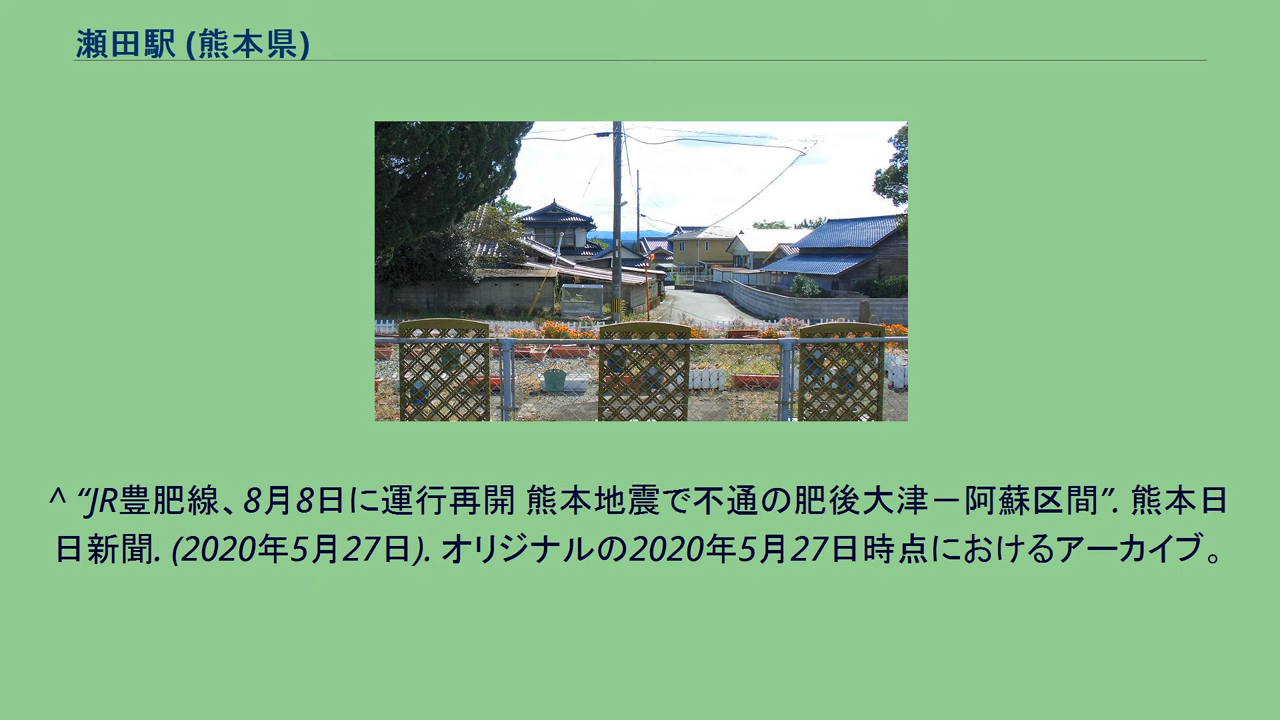 瀬田駅 (熊本県)
^ “JR豊肥線、8月8日に運行再開 熊本地震で不通の肥後大津－阿蘇区間”. 熊本日
日新聞. (2020年5月27日). オリジナルの2020年5月27日時点におけるアーカイブ。